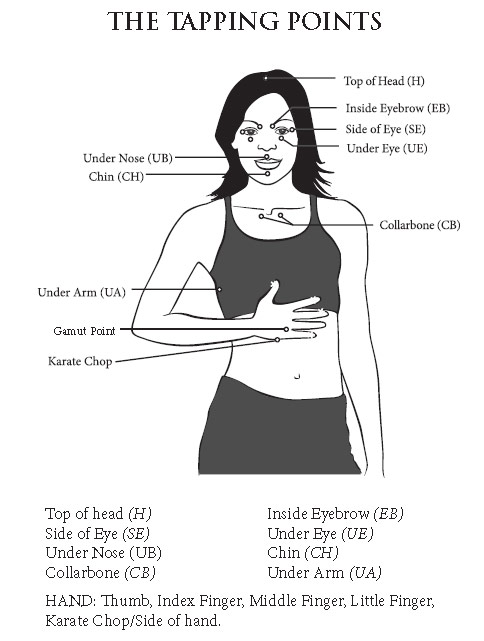 THE TAPPING POINTS
Top of Head (H)
Inside Eyebrow (EB)
Side of Eye (SE)
Under Eye (UE)
Under Nose (UB)
Chin (CH)
Collarbone (CB)
Under Arm (UA)
Gamut Point
Karate Chop
Top of head (H)
Inside Eyebrow (EB)
Side of Eye (SE)
Under Eye (UE)
Under Nose (UB)
Chin (CH)
Collarbone (CB)
Under Arm (UA)
HAND: Thumb, Index Finger, Middle Finger, Little Finger,
Karate Chop/Side of hand.